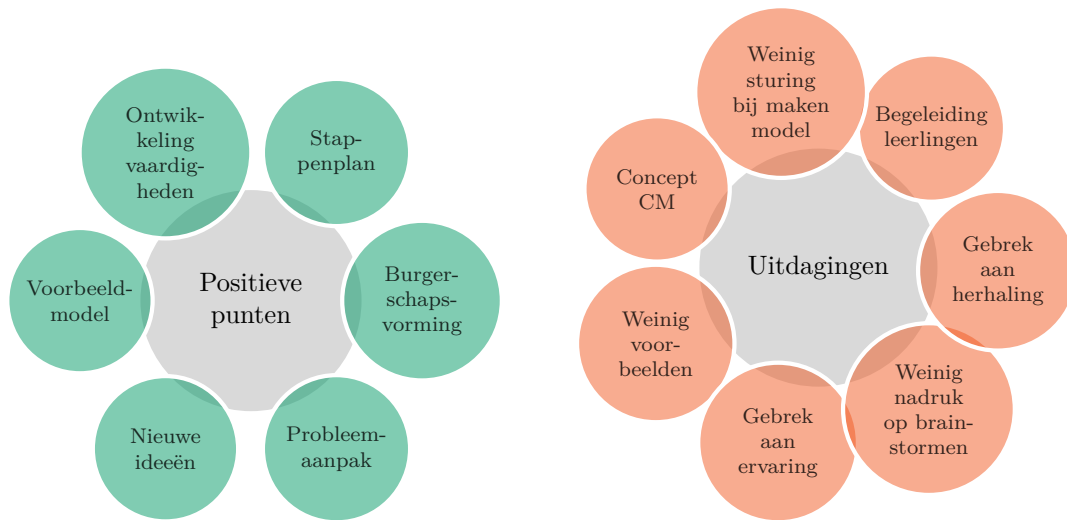 Positieve
punten
Ontwik-
keling
vaardig-
heden
Stap-
penplan
Burger-
schaps-
vorming
Probleem-
aanpak
Nieuwe
ideeën
Voorbeeld-
model
Uitdagingen
Weinig
sturing
bij maken
model
Begeleiding
leerlingen
Gebrek
aan
herhaling
Weinig
nadruk
op brain-
stormen
Gebrek
aan
ervaring
Weinig
voor-
beelden
Concept
CM